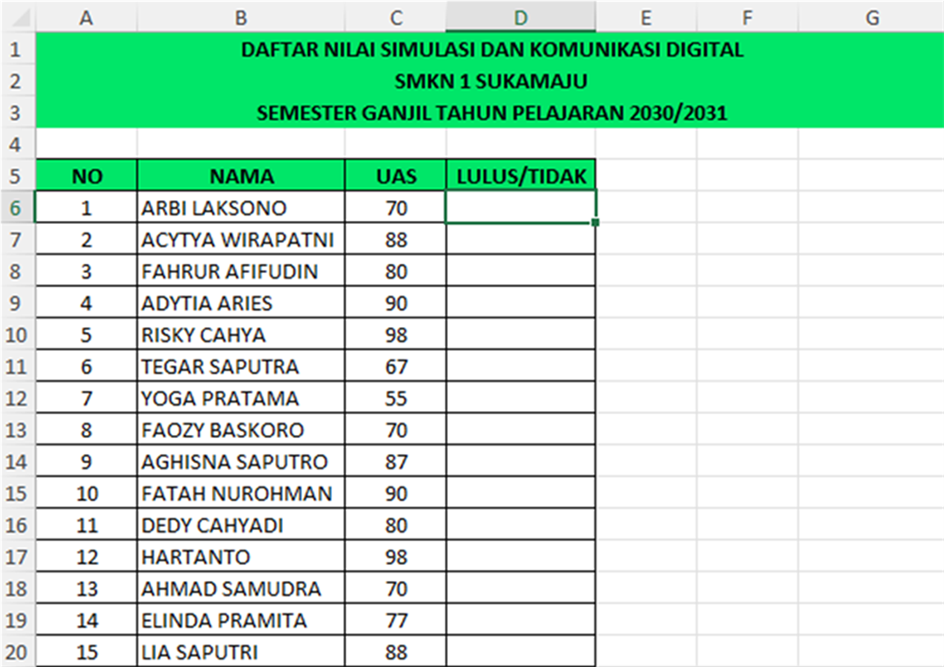 A B C D E F G
1 DAFTAR NILAI SIMULASI DAN KOMUNIKASI DIGITAL
2 SMKN 1 SUKAMAJU
3 SEMESTER GANJIL TAHUN PELAJARAN 2030/2031
4
5 NO NAMA UAS LULUS/TIDAK
6 1 ARBI LAKSONO 70
7 2 ACYTYA WIRAPATNI 88
8 3 FAHRUR AFIFUDIN 80
9 4 ADYTIA ARIES 90
10 5 RISKY CAHYA 98
11 6 TEGAR SAPUTRA 67
12 7 YOGA PRATAMA 55
13 8 FAOZY BASKORO 70
14 9 AGHISNA SAPUTRO 87
15 10 FATAH NUROHMAN 90
16 11 DEDY CAHYADI 80
17 12 HARTANTO 98
18 13 AHMAD SAMUDRA 70
19 14 ELINDA PRAMITA 77
20 15 LIA SAPUTRI 88